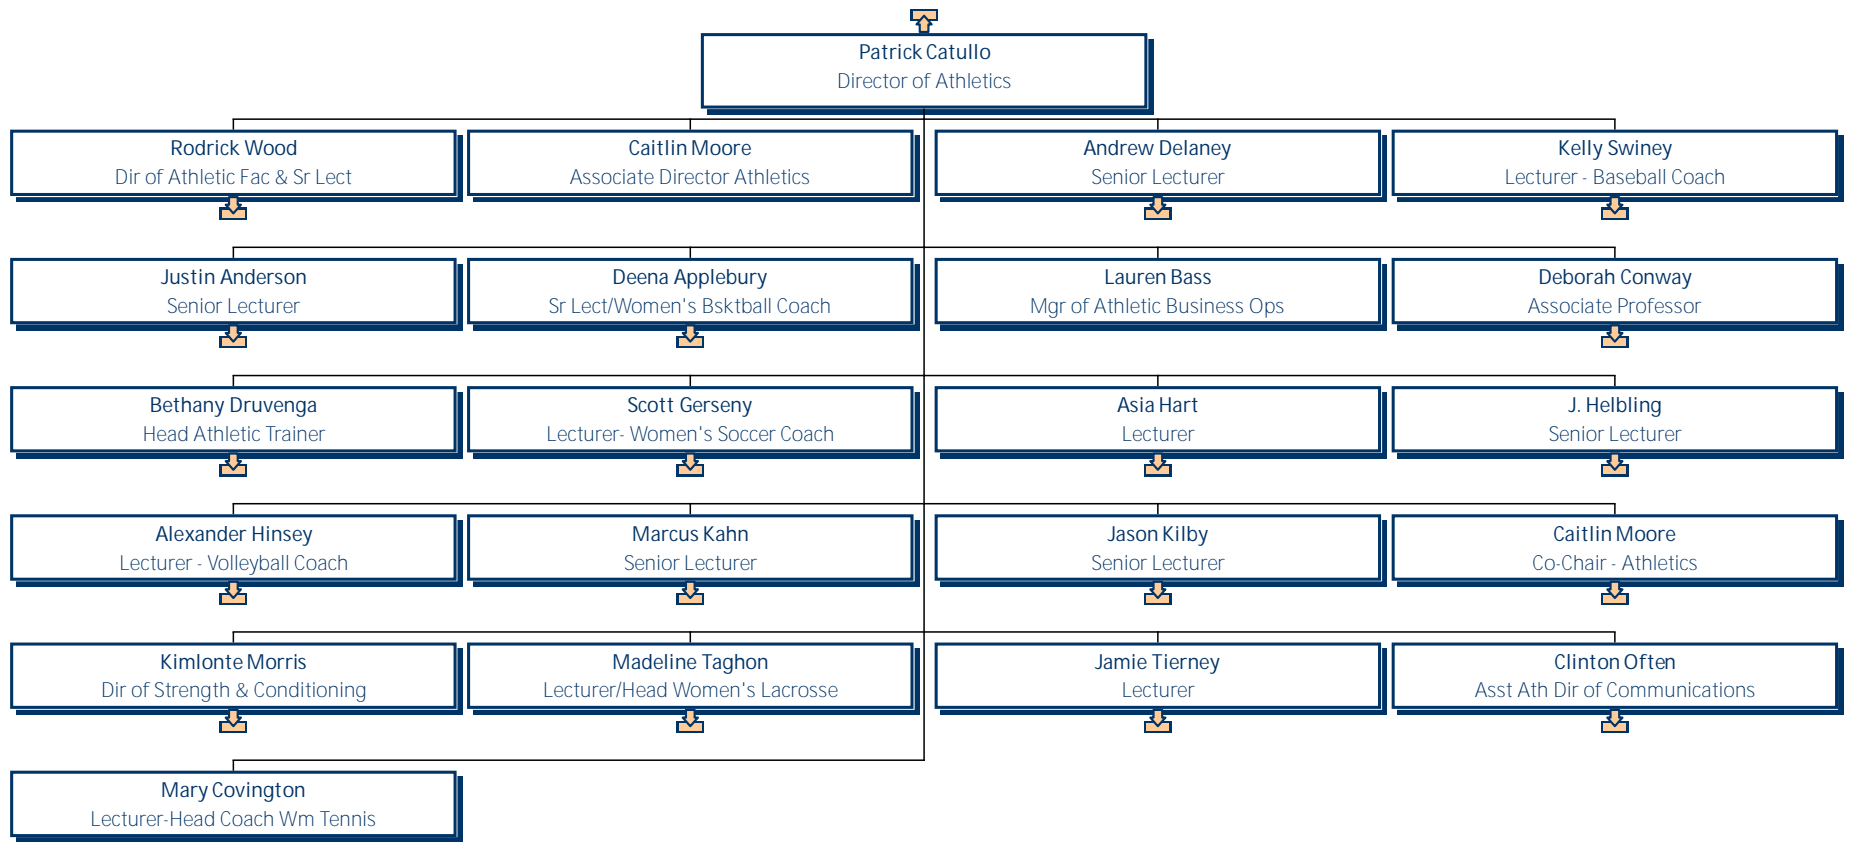 Patrick Catullo
Director of Athletics
Rodrick Wood
Dir of Athletic Fac & Sr Lect
Caitlin Moore
Associate Director Athletics
Andrew Delaney
Senior Lecturer
Kelly Swiney
Lecturer - Baseball Coach
Justin Anderson
Senior Lecturer
Deena Applebury
Sr Lect/Women's Bsktball Coach
Lauren Bass
Mgr of Athletic Business Ops
Deborah Conway
Associate Professor
Bethany Druvenga
Head Athletic Trainer
Scott Gerseny
Lecturer- Women's Soccer Coach
Asia Hart
Lecturer
J. Helbling
Senior Lecturer
Alexander Hinsey
Lecturer - Volleyball Coach
Marcus Kahn
Senior Lecturer
Jason Kilby
Senior Lecturer
Caitlin Moore
Co-Chair - Athletics
Kimlonte Morris
Dir of Strength & Conditioning
Madeline Taghon
Lecturer/Head Women's Lacrosse
Jamie Tierney
Lecturer
Clinton Often
Asst Ath Dir of Communications
Mary Covington
Lecturer-Head Coach Wm Tennis